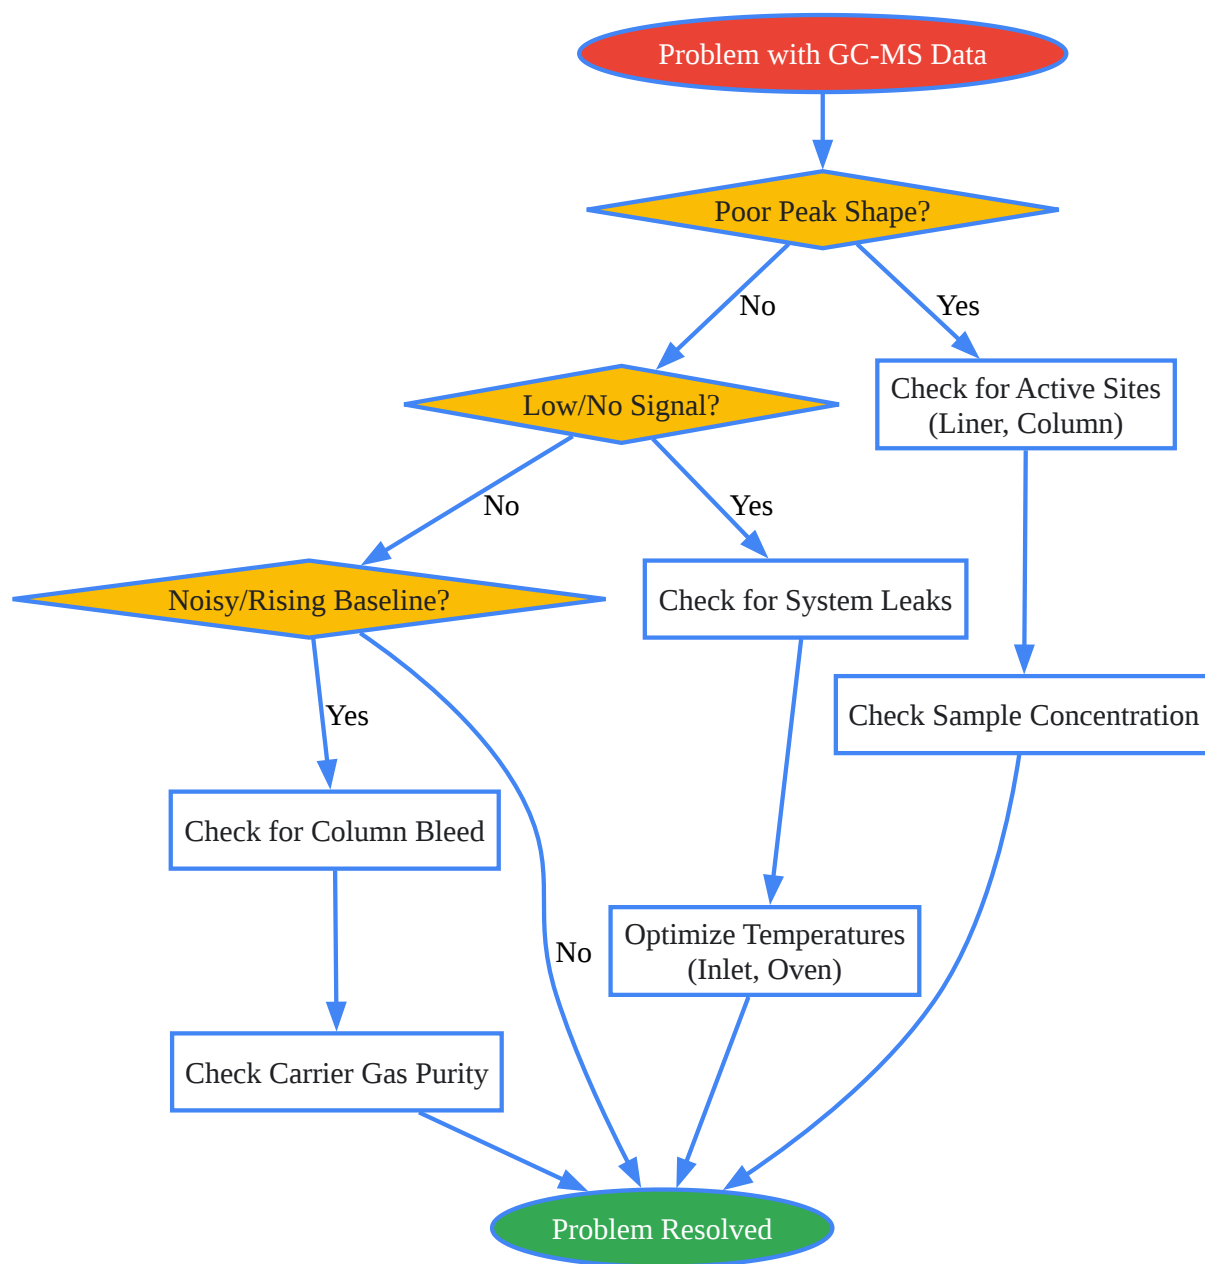 Problem with GC-MS Data
Poor Peak Shape?
No
Yes
Low/No Signal?
Check for Active Sites
(Liner, Column)
No
Yes
Noisy/Rising Baseline?
Check for System Leaks
Yes
Check Sample Concentration
Check for Column Bleed
Optimize Temperatures
(Inlet, Oven)
No
Check Carrier Gas Purity
Problem Resolved